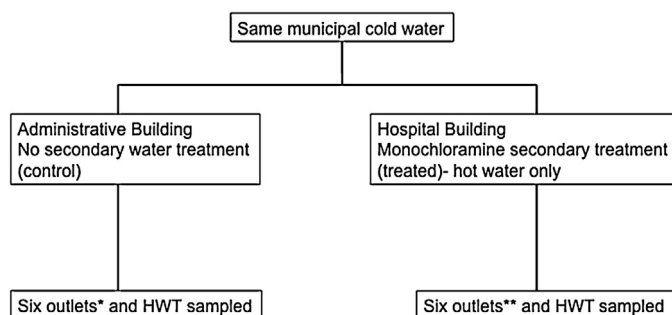 Same municipal cold water
Administrative Building
No secondary water treatment
(control)
Hospital Building
Monochloramine secondary treatment
(treated)- hot water only
Six outlets* and HWT sampled
Six outlets** and HWT sampled